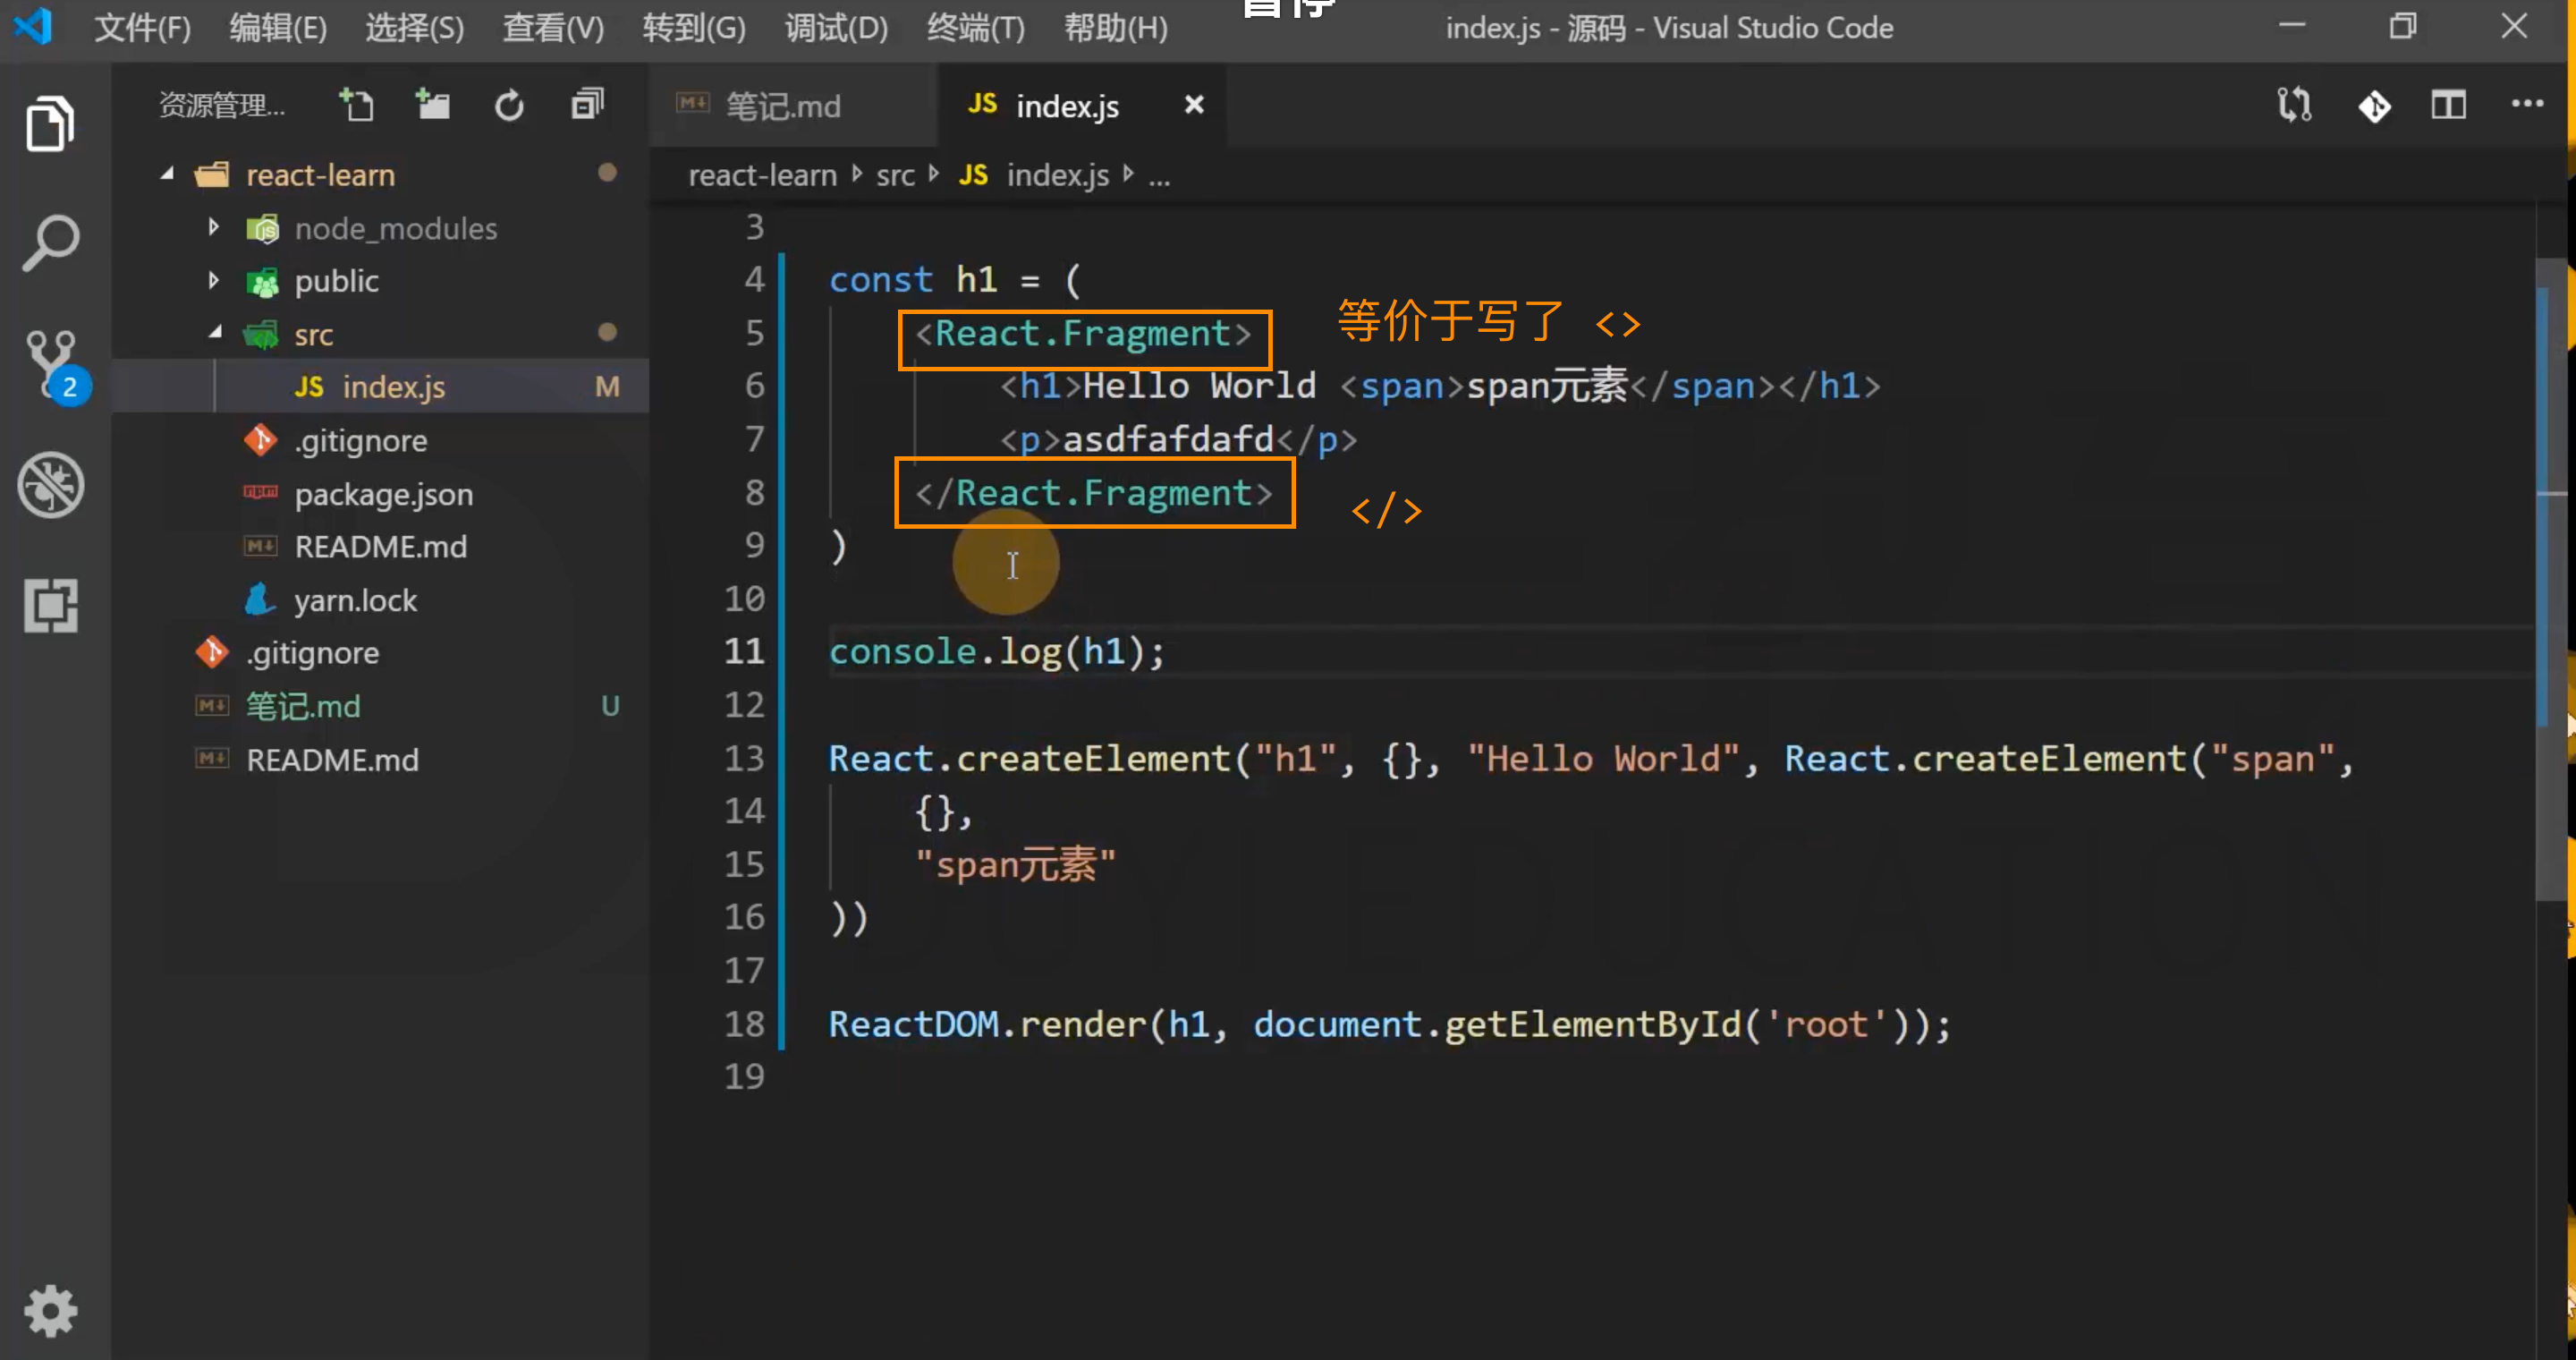 暂停
文件(F) 编辑(E) 选择(S) 查看(V) 转到(G) 调试(D) 终端(T) 帮助(H) index.js - 源码 - Visual Studio Code
资源管理...
react-learn
node_modules
public
src
JS index.js M
.gitignore
package.json
README.md
yarn.lock
.gitignore
笔记.md U
README.md
2
笔记.md JS index.js
react-learn src JS index.js ...
3
4 const h1 = (
5 <React.Fragment>
等价于写了 <>
6 <h1>Hello World <span>span元素</span></h1>
7 <p>asdfafdafd</p>
8 </React.Fragment>
</>
9 )
10
11 console.log(h1);
12
13 React.createElement("h1", {}, "Hello World", React.createElement("span",
14 {},
15 "span元素"
16 ))
17
18 ReactDOM.render(h1, document.getElementById('root'));
19